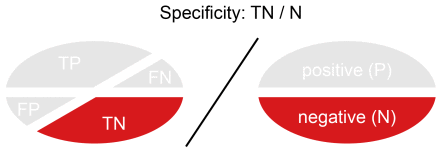 Specificity: TN / N
TP
FN
FP
TN
positive (P)
negative (N)